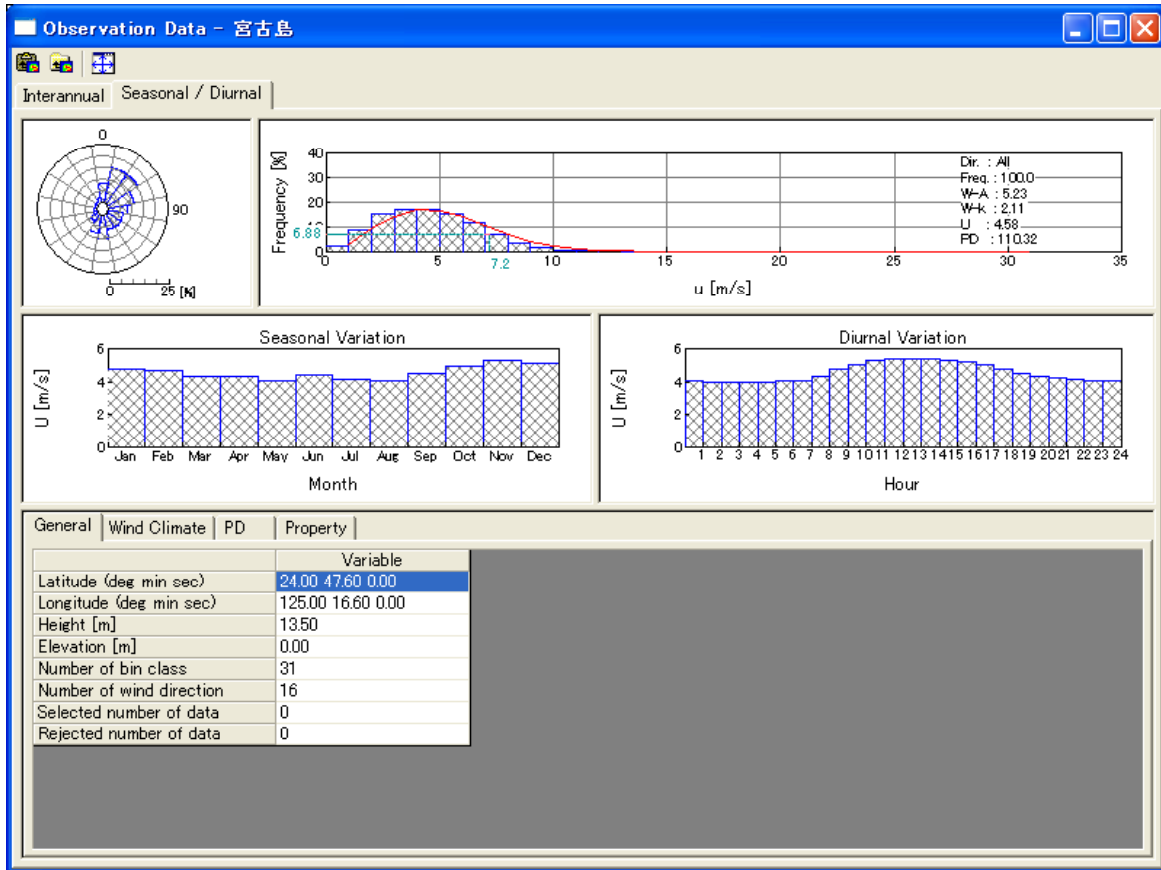 Observation Data - 宮古島
Interannual
Seasonal / Diurnal
0
90
0 25 [%]
Frequency [%]
40
30
20
10
0
6.88
0 5 10 15 20 25 30 35
7.2
u [m/s]
Dir. : All
Freq. : 100.0
W-A : 5.23
W-k : 2.11
U : 4.58
PD : 110.32
Seasonal Variation
U [m/s]
6
4
2
0
Jan Feb Mar Apr May Jun Jul Aug Sep Oct Nov Dec
Month
Diurnal Variation
U [m/s]
6
4
2
0
1 2 3 4 5 6 7 8 9 10 11 12 13 14 15 16 17 18 19 20 21 22 23 24
Hour
General Wind Climate PD Property
Variable
Latitude (deg min sec) 24.00 47.60 0.00
Longitude (deg min sec) 125.00 16.60 0.00
Height [m] 13.50
Elevation [m] 0.00
Number of bin class 31
Number of wind direction 16
Selected number of data 0
Rejected number of data 0